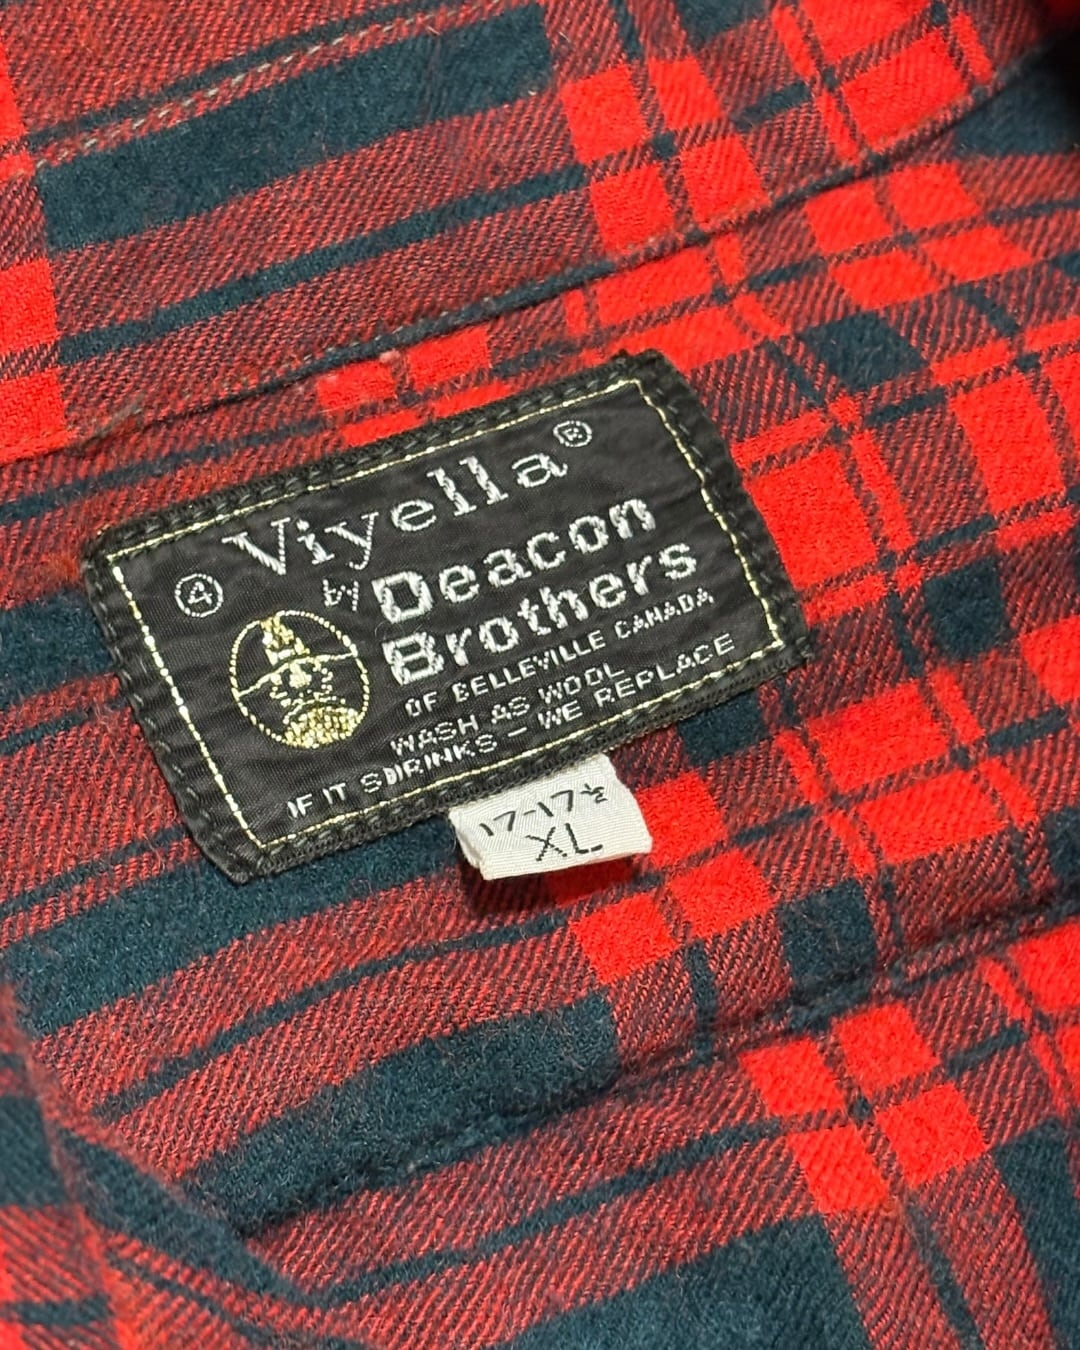 Viyella®
④ by Deacon
Brothers
OF BELLEVILLE CANADA
WASH AS WOOL
IF IT SHRINKS - WE REPLACE
17-17½
XL